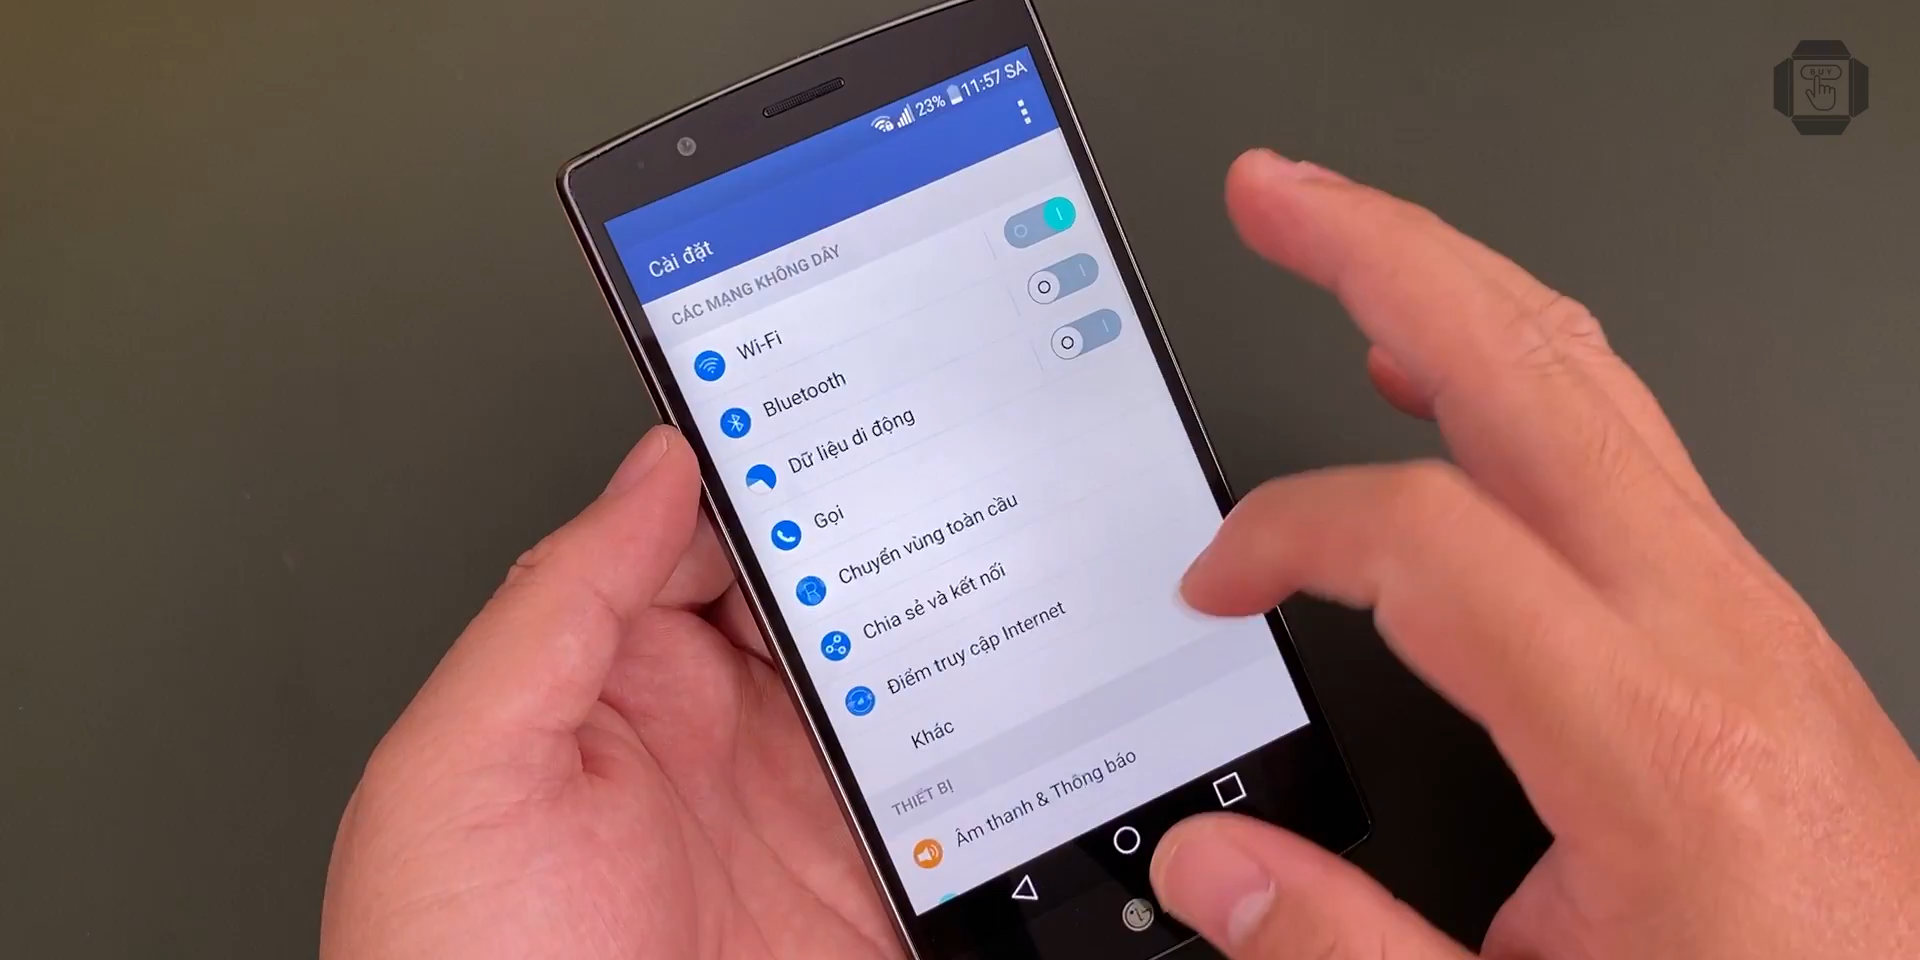 BUY
23% 11:57 SA
Cài đặt
CÁC MẠNG KHÔNG DÂY
Wi-Fi
Bluetooth
Dữ liệu di động
Gọi
Chuyển vùng toàn cầu
Chia sẻ và kết nối
Điểm truy cập Internet
Khác
THIẾT BỊ
Âm thanh & Thông báo